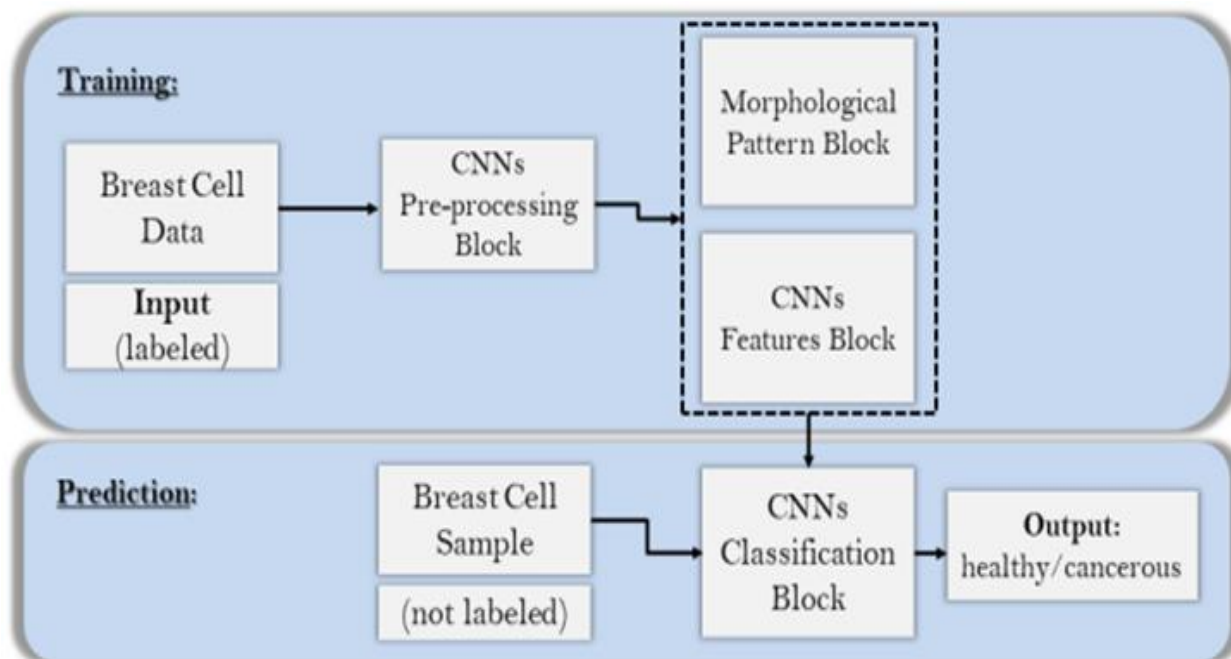 Training:
Breast Cell
Data
Input
(labeled)
CNNs
Pre-processing
Block
Morphological
Pattern Block
CNNs
Features Block
Prediction:
Breast Cell
Sample
(not labeled)
CNNs
Classification
Block
Output:
healthy/cancerous